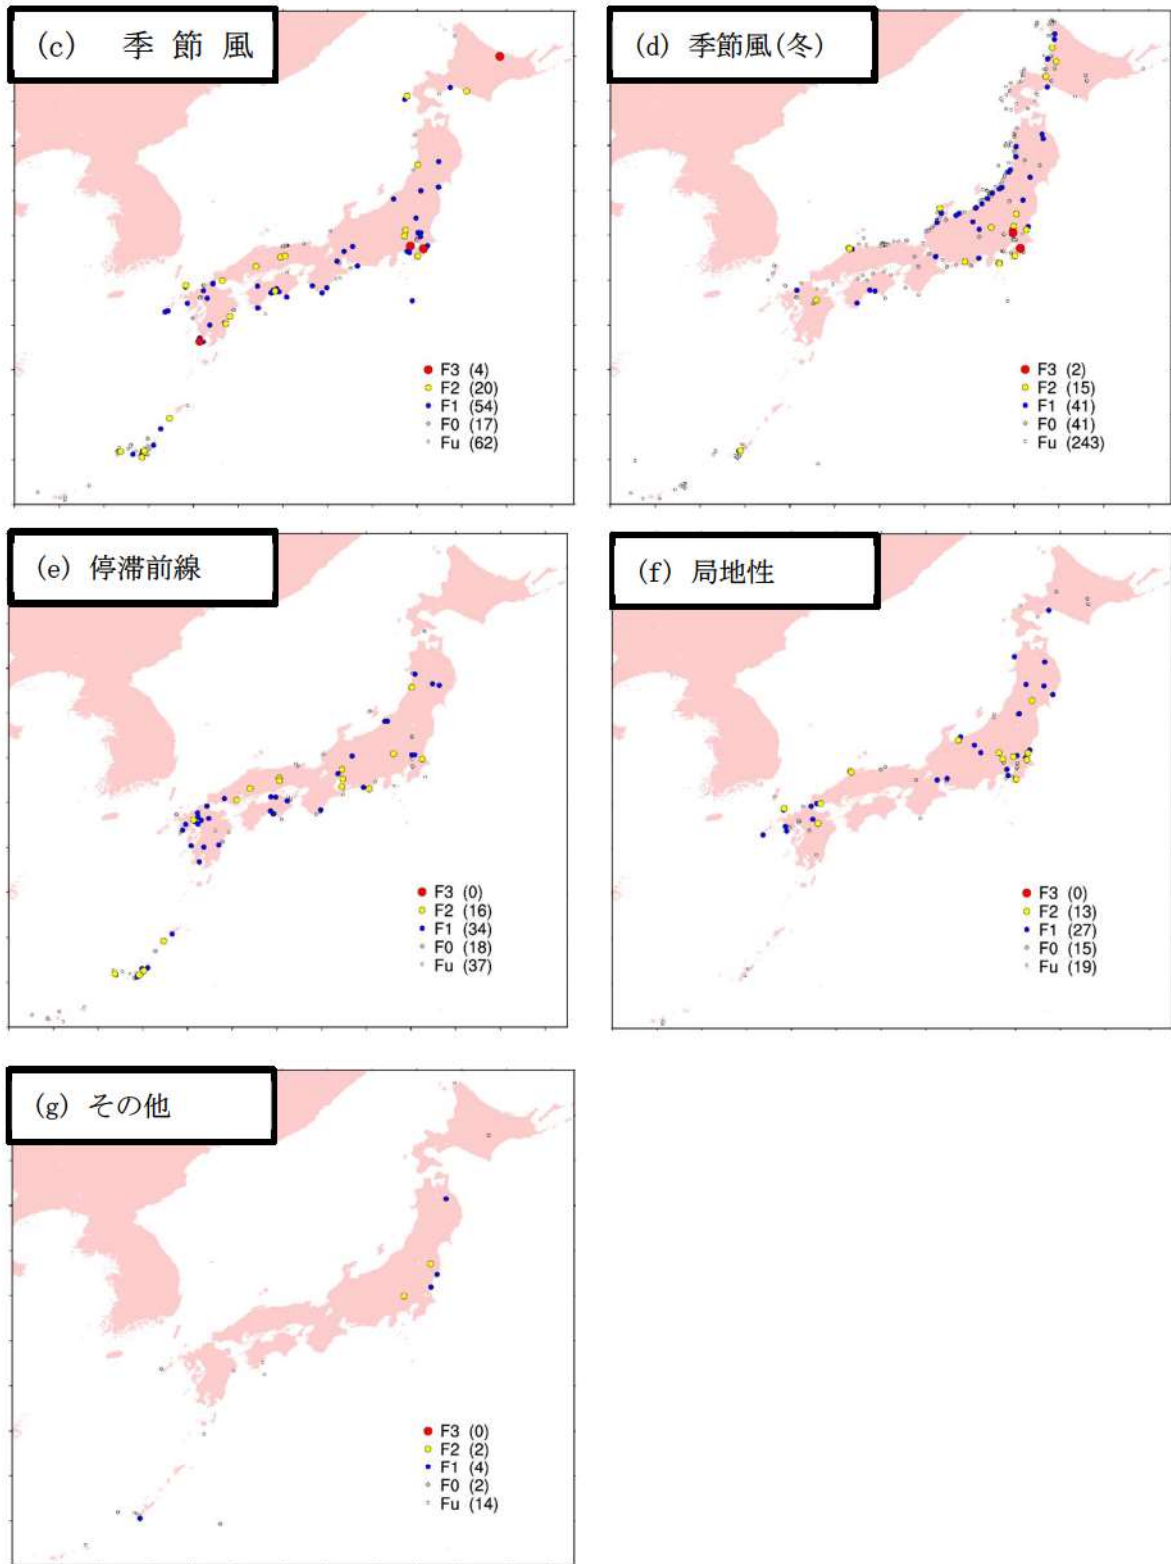 (c) 季 節 風
F3 (4)
F2 (20)
F1 (54)
F0 (17)
Fu (62)
(d) 季節風(冬)
F3 (2)
F2 (15)
F1 (41)
F0 (41)
Fu (243)
(e) 停滞前線
F3 (0)
F2 (16)
F1 (34)
F0 (18)
Fu (37)
(f) 局地性
F3 (0)
F2 (13)
F1 (27)
F0 (15)
Fu (19)
(g) その他
F3 (0)
F2 (2)
F1 (4)
F0 (2)
Fu (14)